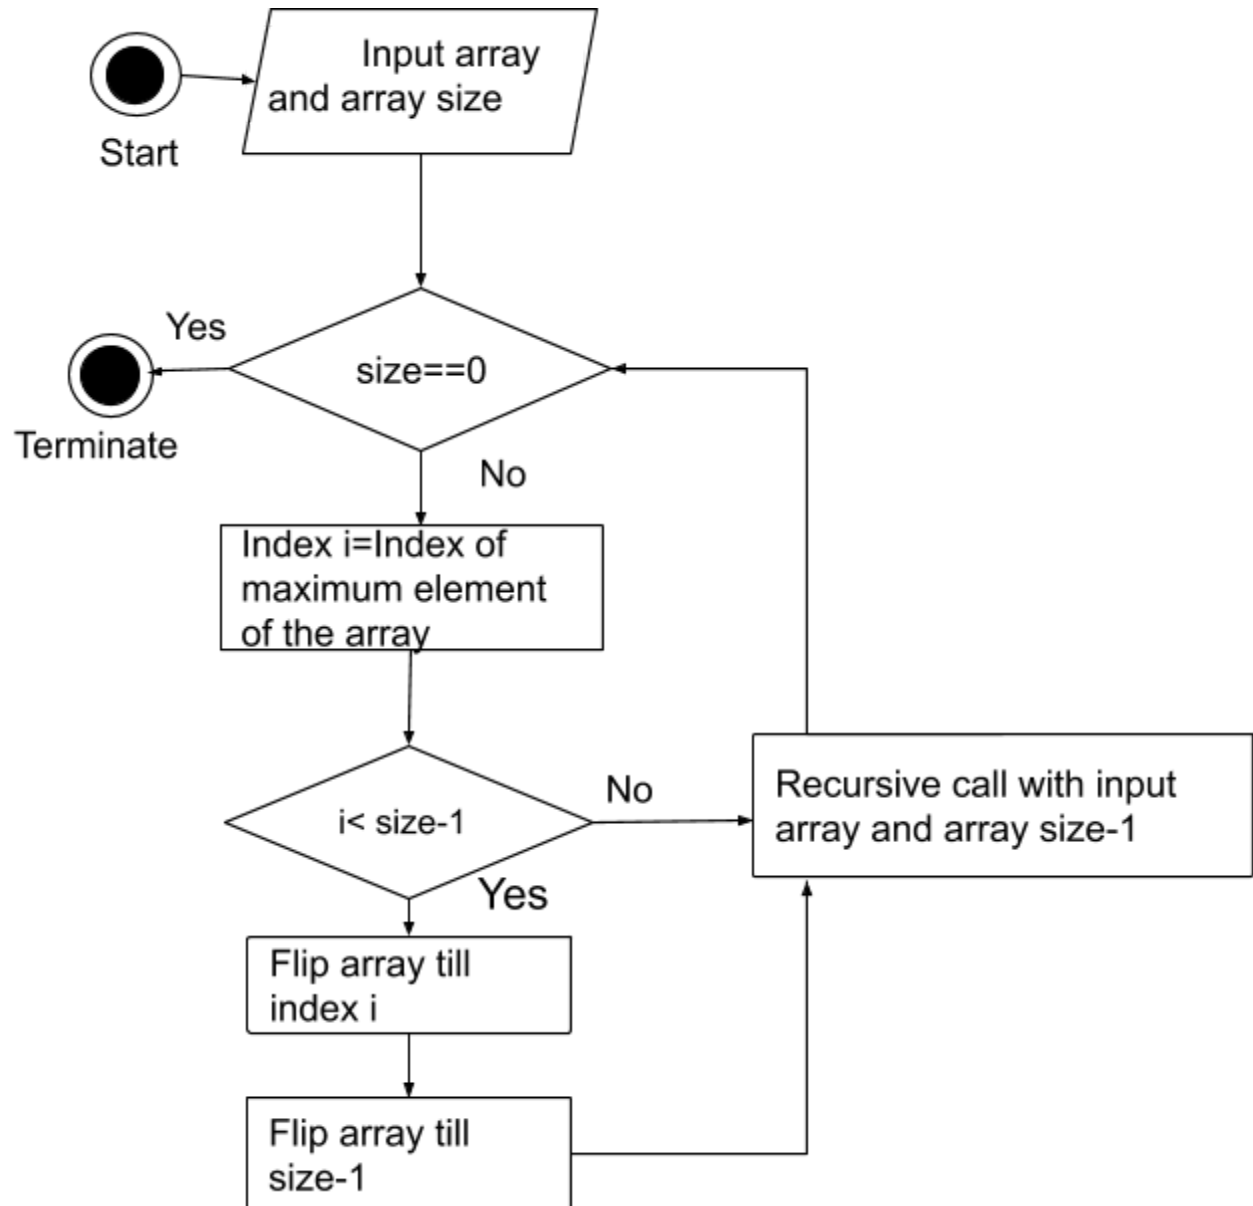 Input array
and array size
Start
Yes
size==0
Terminate
No
Index i=Index of
maximum element
of the array
No
i< size-1
Recursive call with input
array and array size-1
Yes
Flip array till
index i
Flip array till
size-1